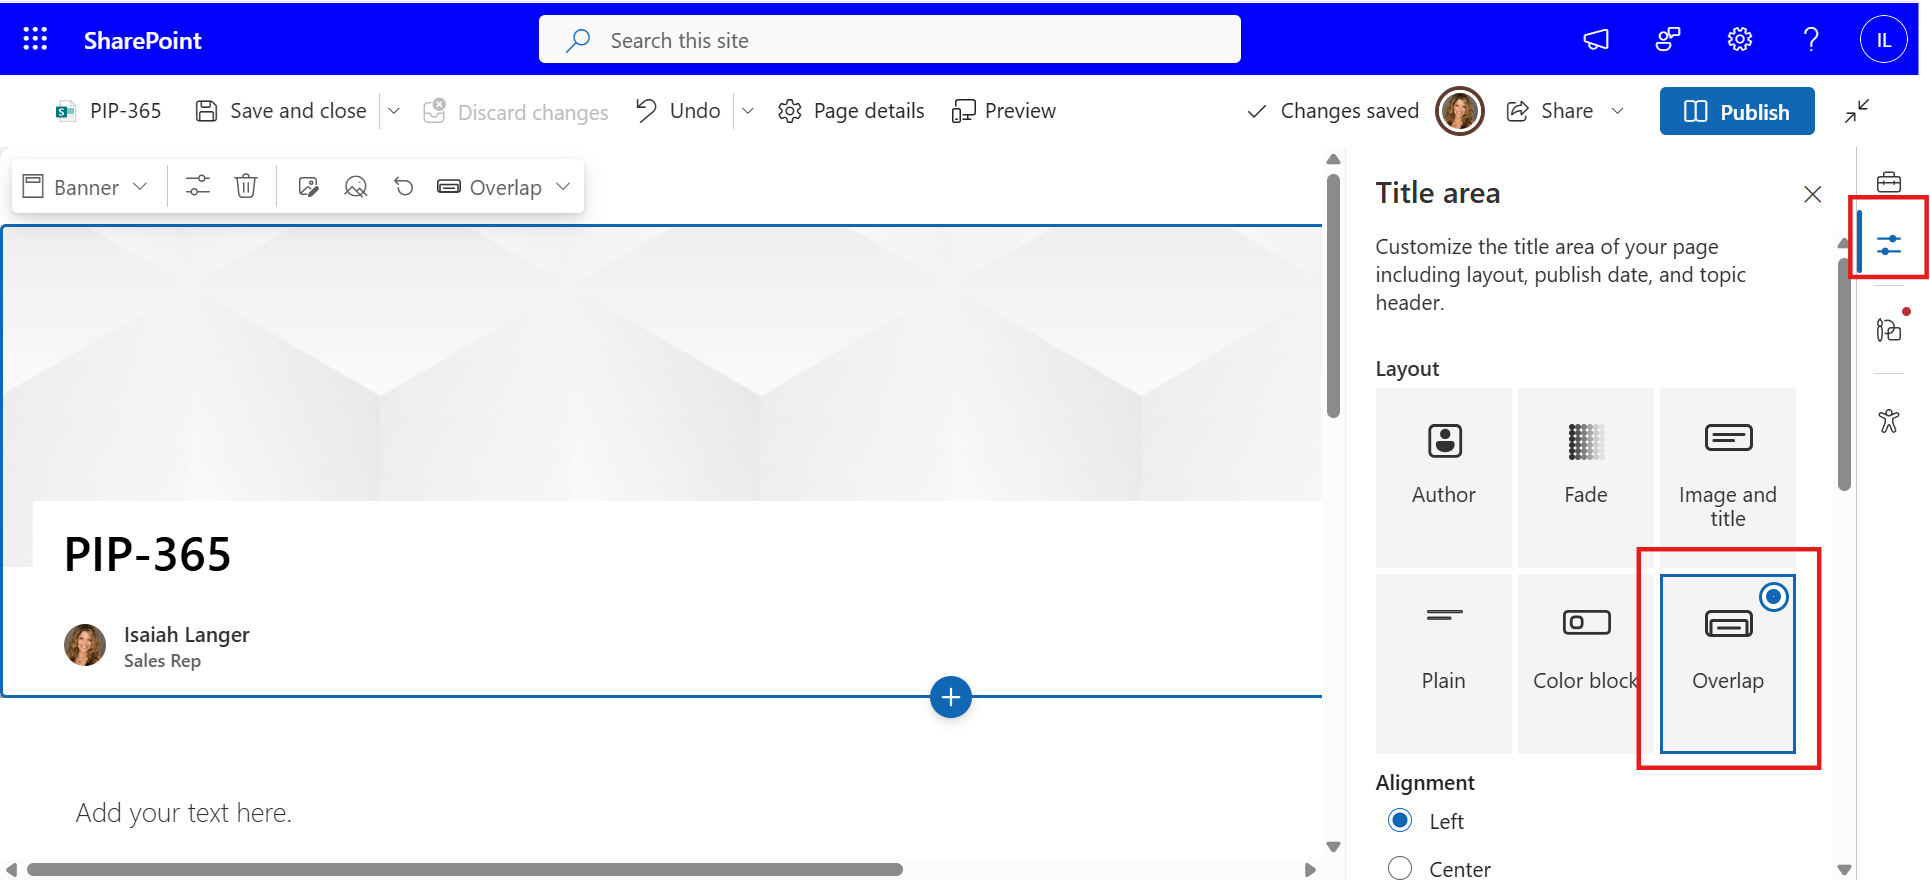 SharePoint
Search this site
IL
PIP-365
Save and close
Discard changes
Undo
Page details
Preview
Changes saved
Share
Publish
Banner
Overlap
PIP-365
Isaiah Langer
Sales Rep
Add your text here.
Title area
Customize the title area of your page
including layout, publish date, and topic
header.
Layout
Author
Fade
Image and
title
Plain
Color block
Overlap
Alignment
Left
Center